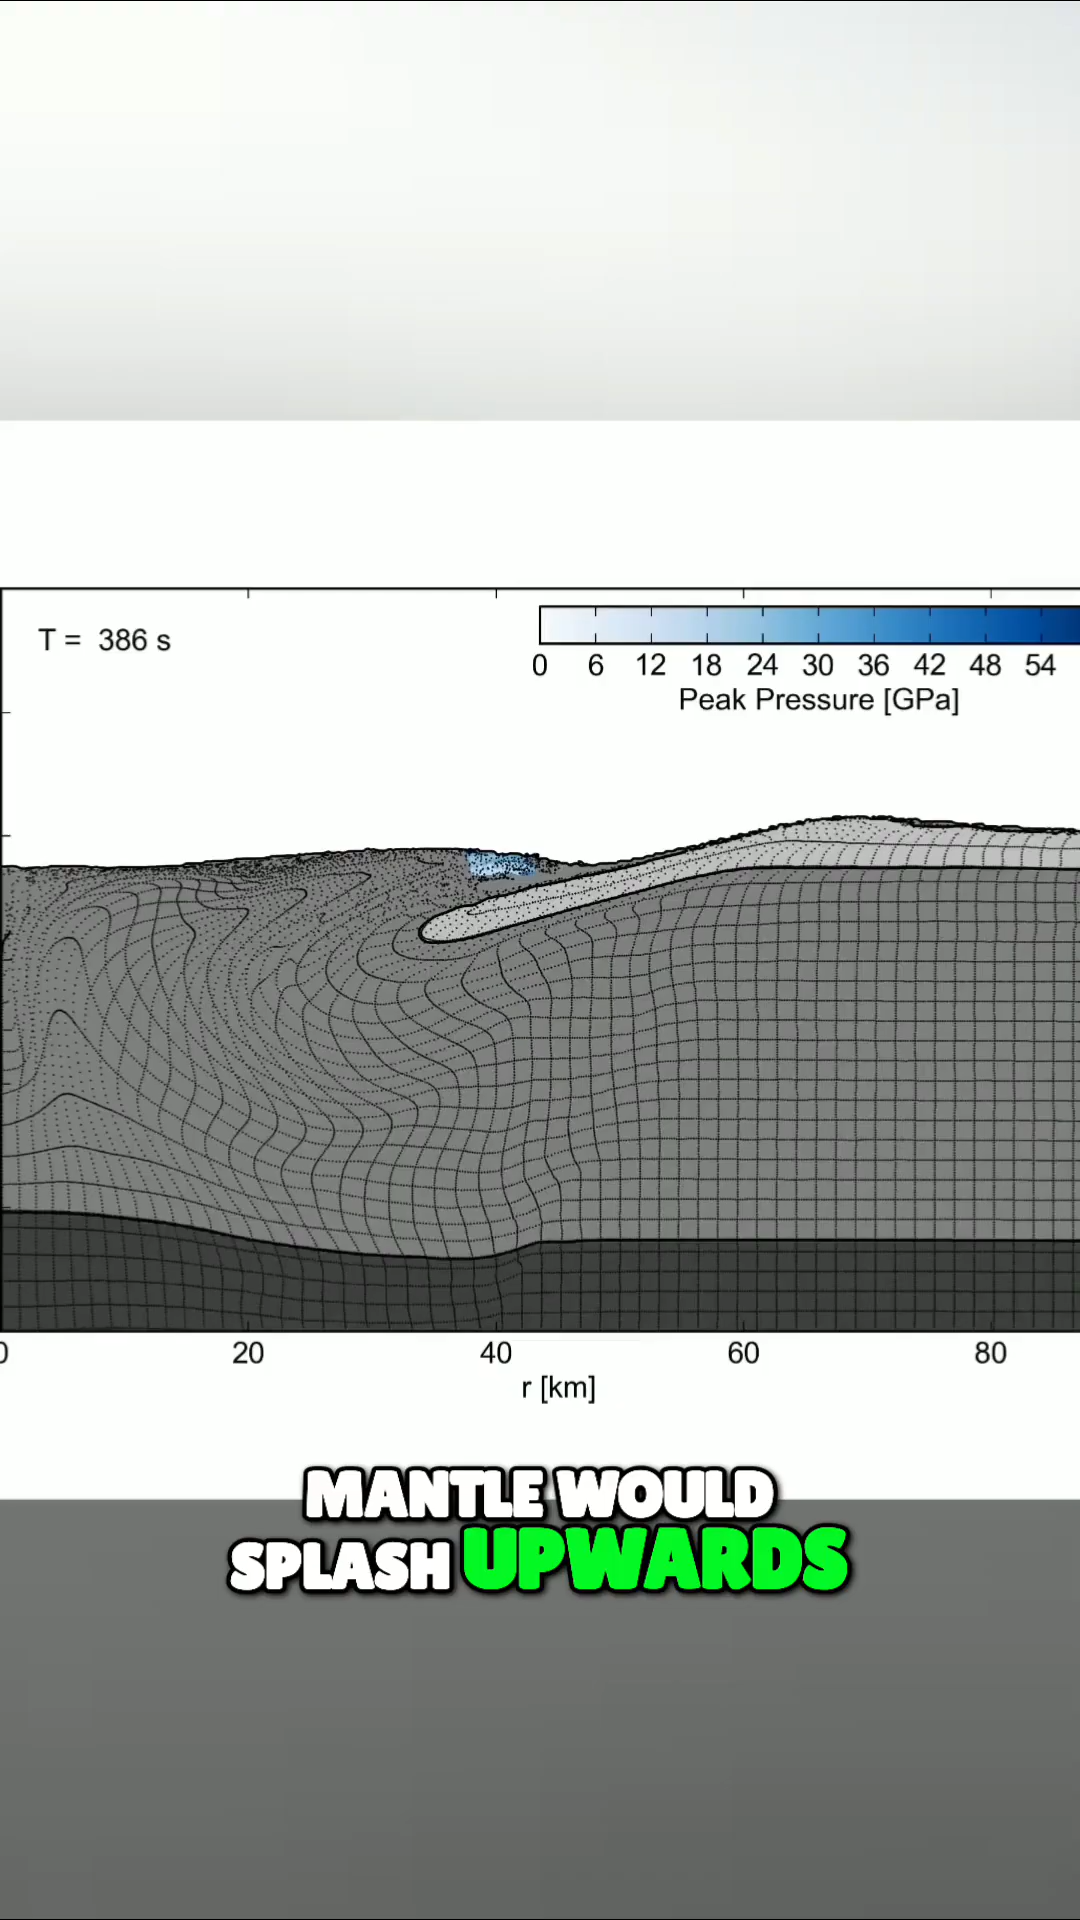 T = 386 s
0 6 12 18 24 30 36 42 48 54
Peak Pressure [GPa]
0 20 40 60 80
r [km]
MANTLE WOULD
SPLASH UPWARDS